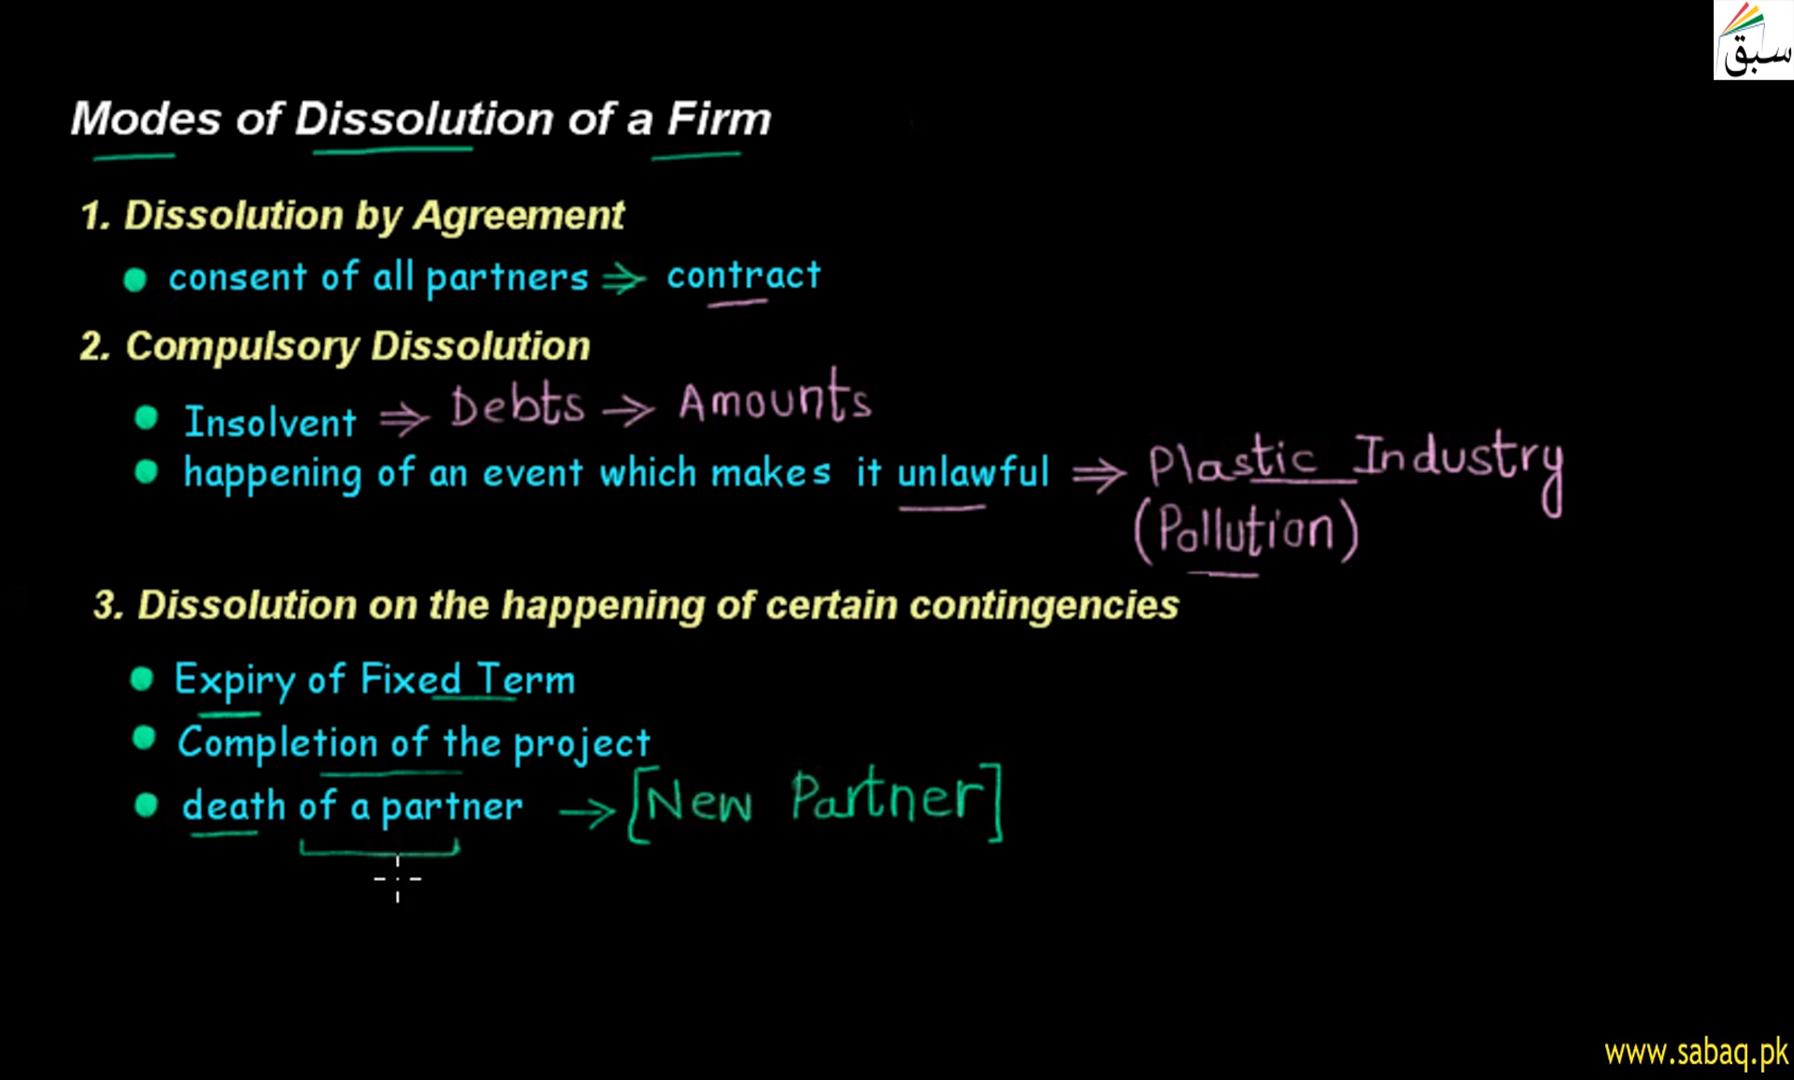 سبق
Modes of Dissolution of a Firm
1. Dissolution by Agreement
consent of all partners ⇒ contract
2. Compulsory Dissolution
Insolvent ⇒ Debts → Amounts
happening of an event which makes it unlawful ⇒ Plastic Industry
(Pollution)
3. Dissolution on the happening of certain contingencies
Expiry of Fixed Term
Completion of the project
death of a partner → [New Partner]
www.sabaq.pk